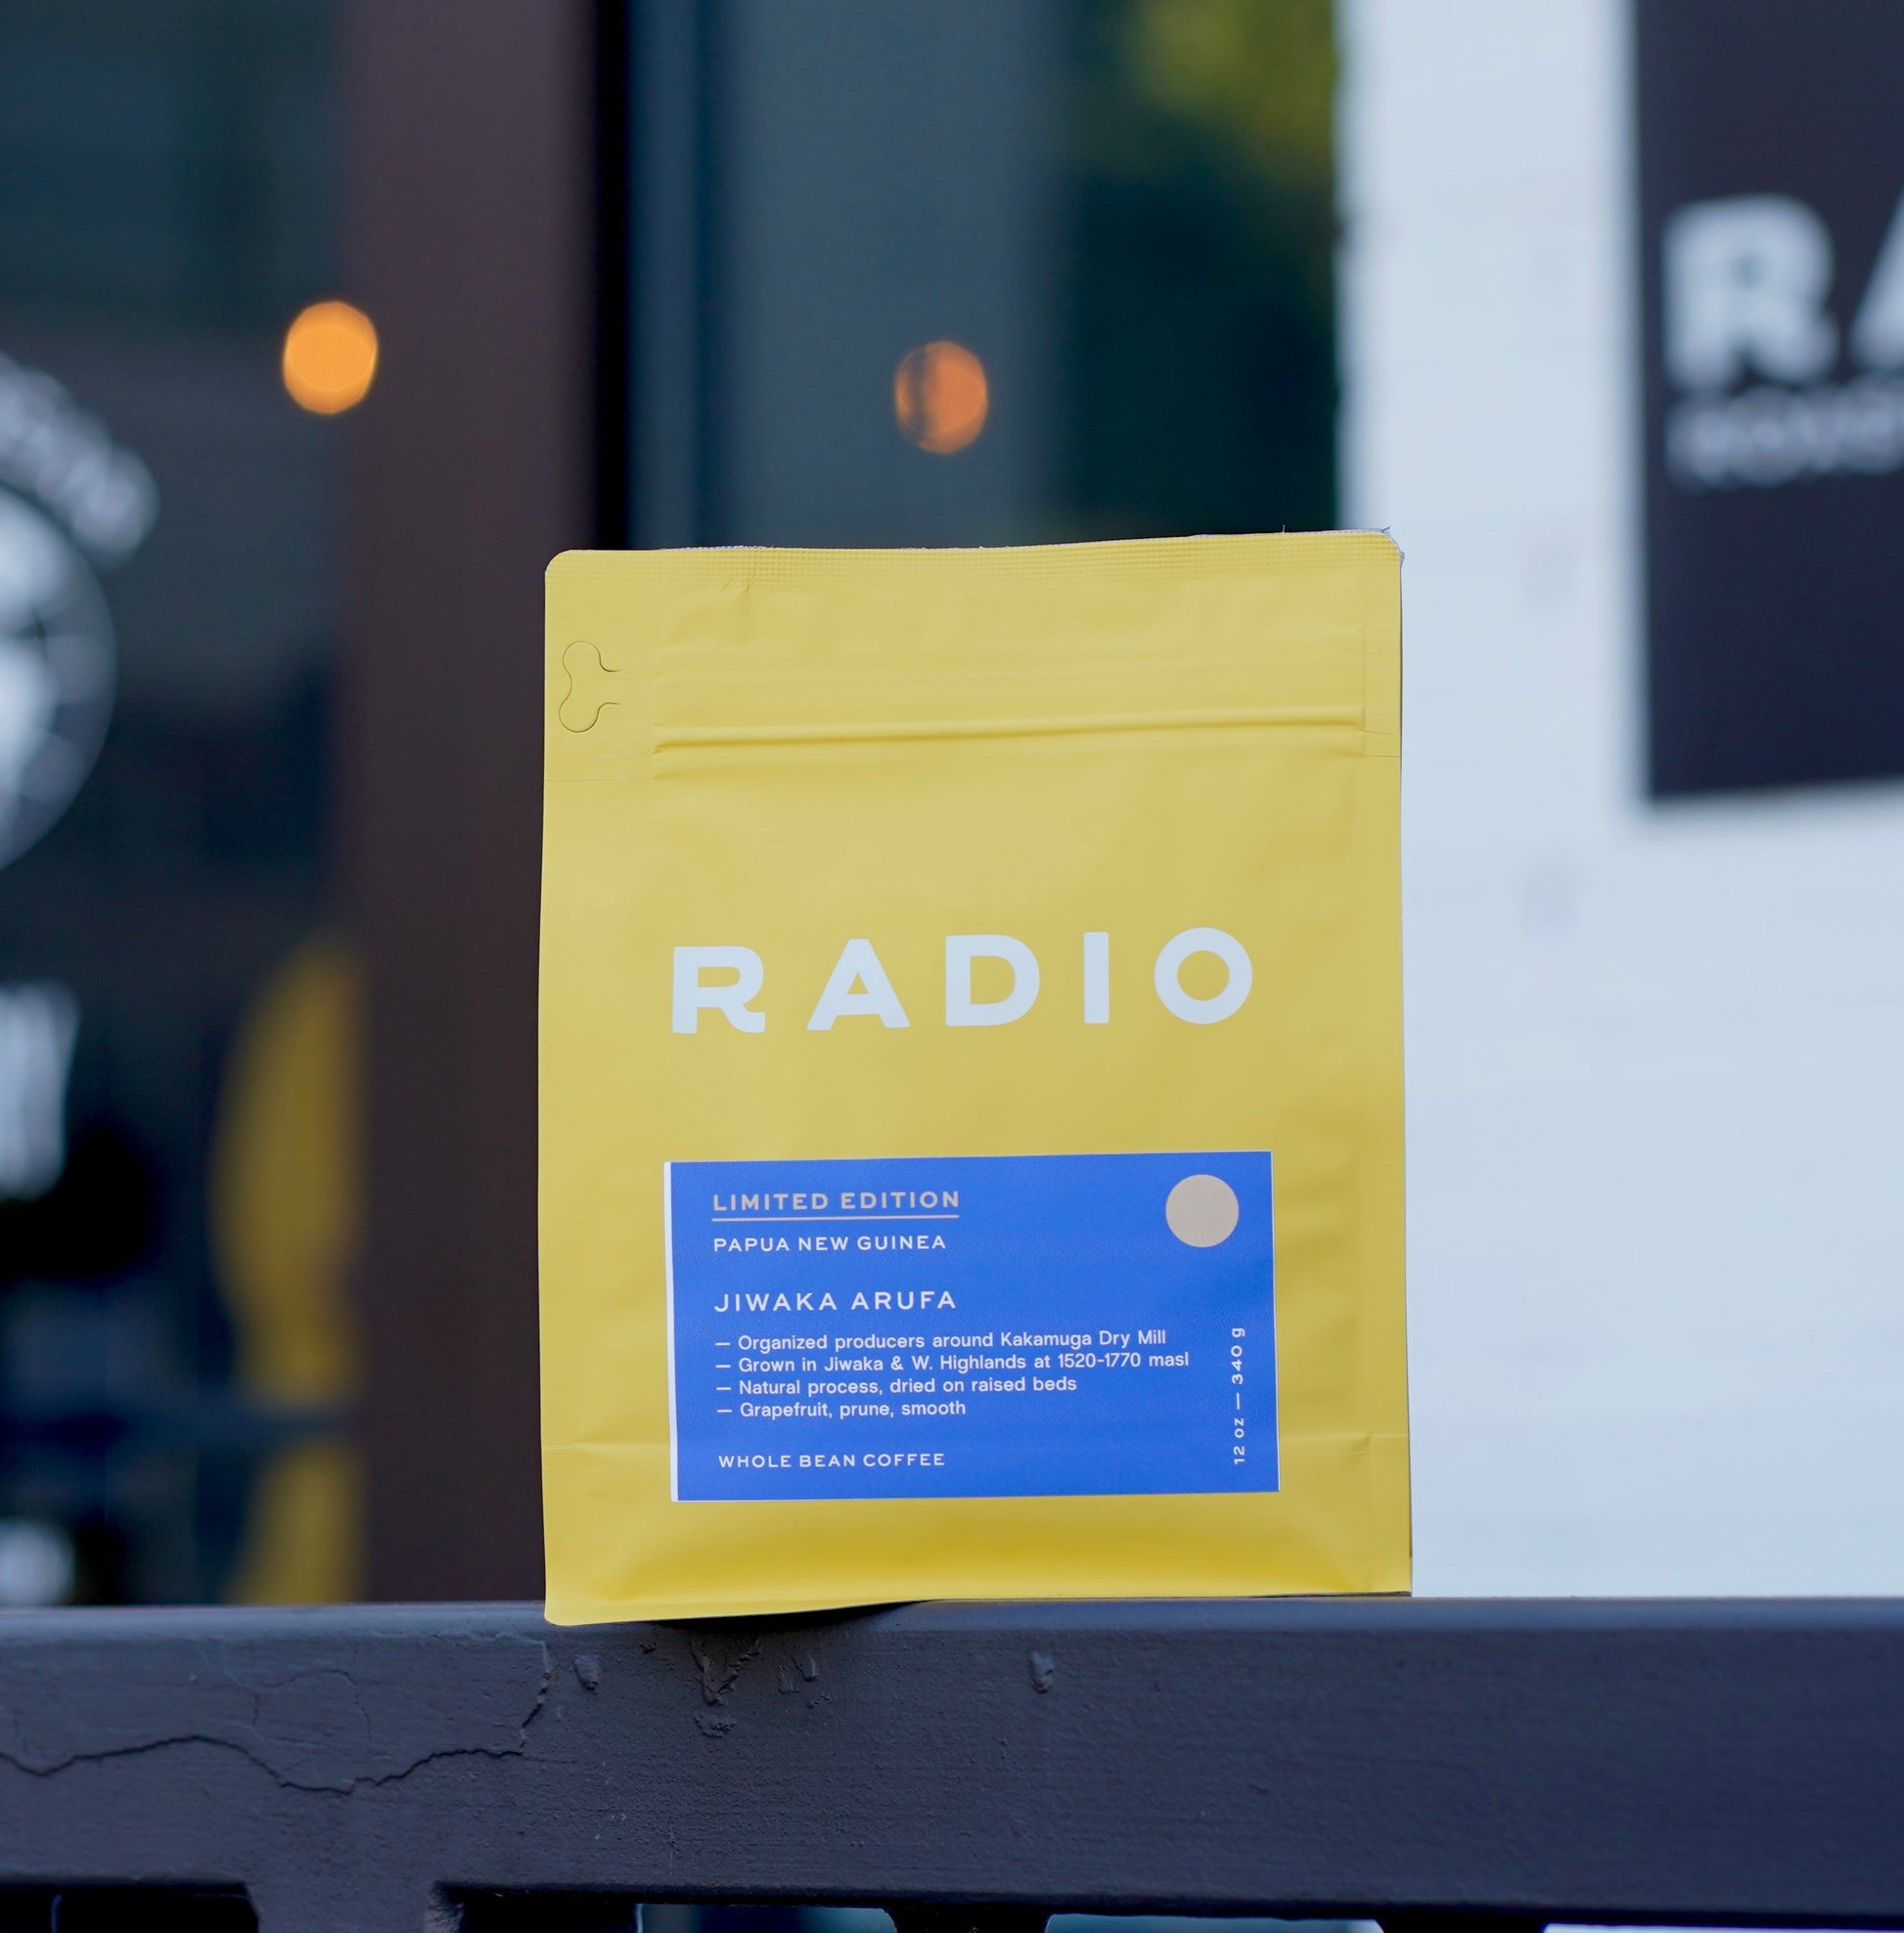 RADIO
LIMITED EDITION
PAPUA NEW GUINEA
JIWAKA ARUFA
— Organized producers around Kakamuga Dry Mill
— Grown in Jiwaka & W. Highlands at 1520-1770 masl
— Natural process, dried on raised beds
— Grapefruit, prune, smooth
WHOLE BEAN COFFEE
12 oz — 340 g